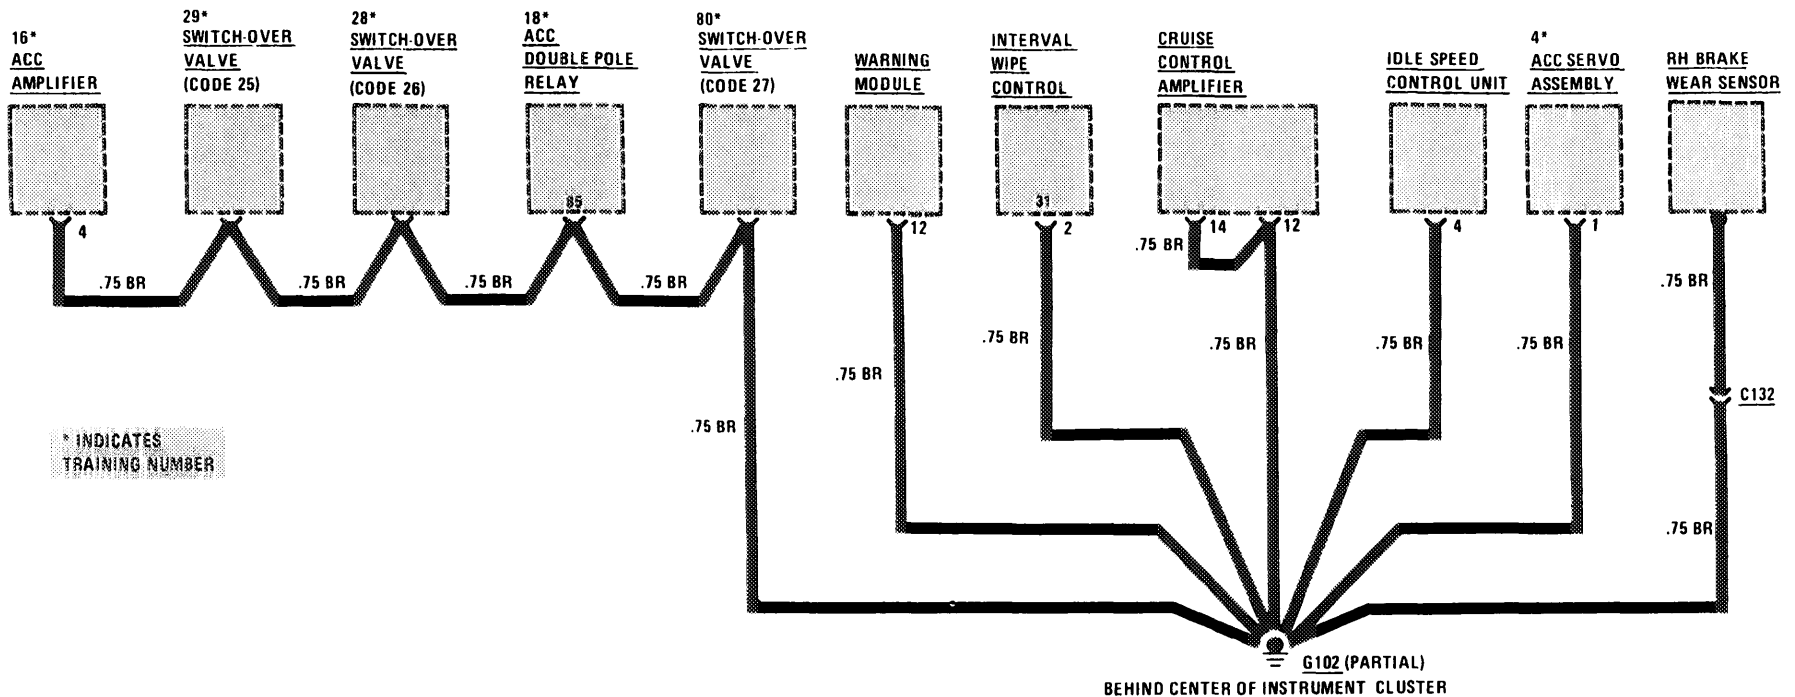 16*
ACC
AMPLIFIER
29*
SWITCH-OVER
VALVE
(CODE 25)
28*
SWITCH-OVER
VALVE
(CODE 26)
18*
ACC
DOUBLE POLE
RELAY
80*
SWITCH-OVER
VALVE
(CODE 27)
WARNING
MODULE
INTERVAL
WIPE
CONTROL
CRUISE
CONTROL
AMPLIFIER
IDLE SPEED
CONTROL UNIT
4*
ACC SERVO
ASSEMBLY
RH BRAKE
WEAR SENSOR
85
31
4
12
2
14
12
4
1
.75 BR
.75 BR
.75 BR
.75 BR
.75 BR
.75 BR
.75 BR
.75 BR
.75 BR
.75 BR
.75 BR
.75 BR
C132
.75 BR
.75 BR
* INDICATES
TRAINING NUMBER
G102 (PARTIAL)
BEHIND CENTER OF INSTRUMENT CLUSTER